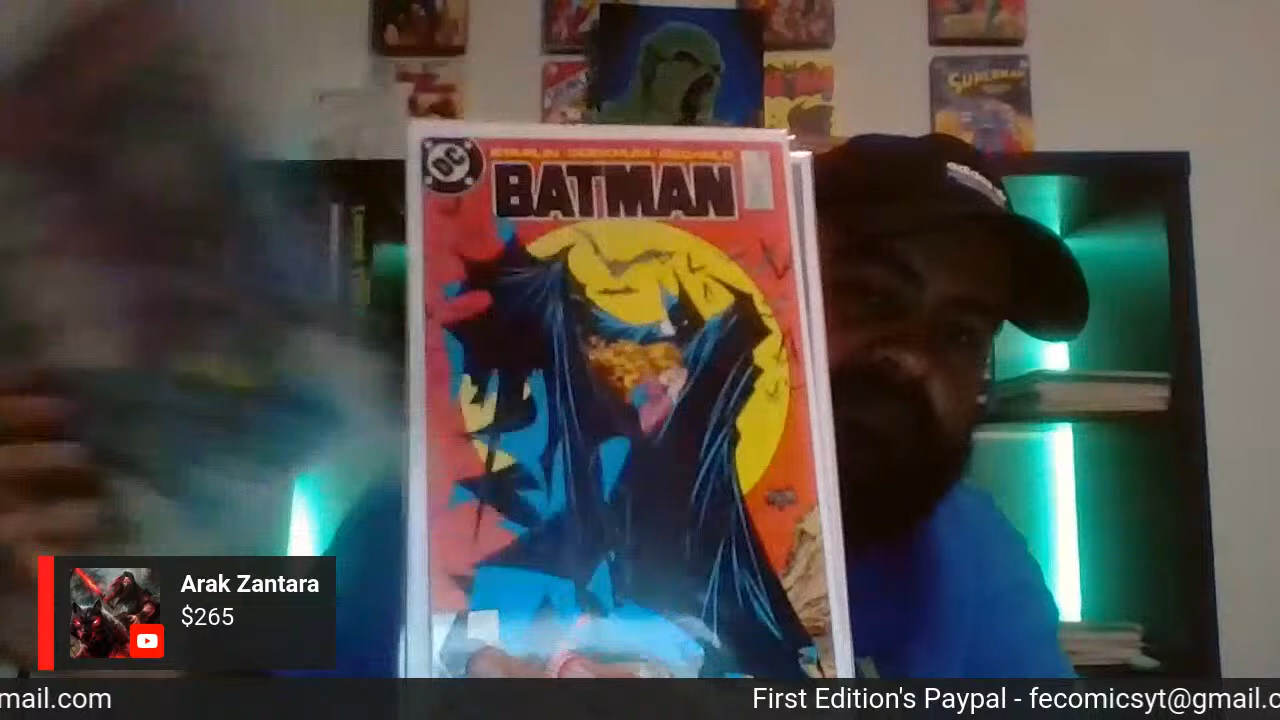 SUPERMAN
DC
BATMAN
Arak Zantara
$265
mail.com
First Edition's Paypal - fecomicsyt@gmail.c